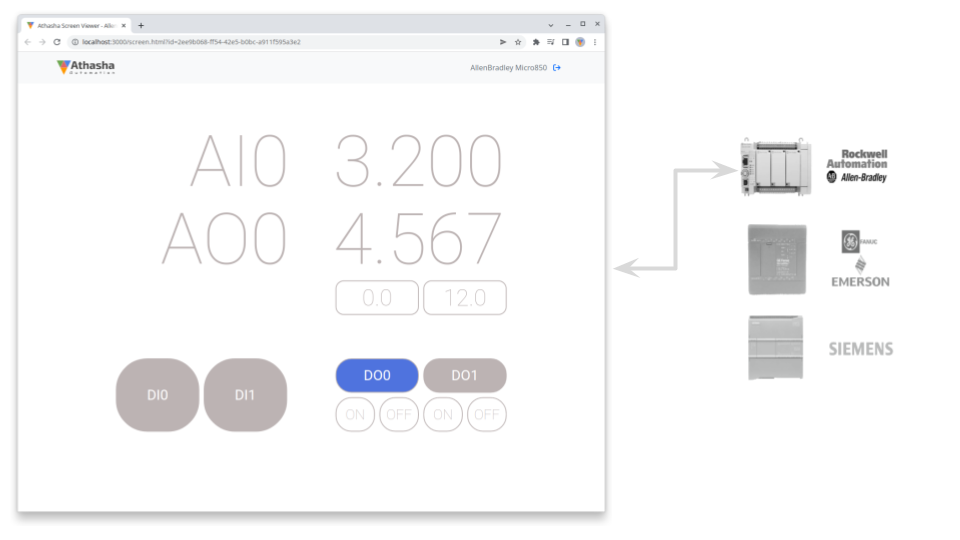 Athasha Screen Viewer - Allen
localhost:3000/screen.html?id=2ee9b068-ff54-42e5-b0bc-a911f595a3e2
Athasha
Automation
AllenBradley Micro850
AI0 3.200
AO0 4.567
0.0 12.0
DI0 DI1 DO0 DO1
ON OFF ON OFF
Rockwell
Automation
AB Allen-Bradley
GE FANUC
EMERSON
SIEMENS